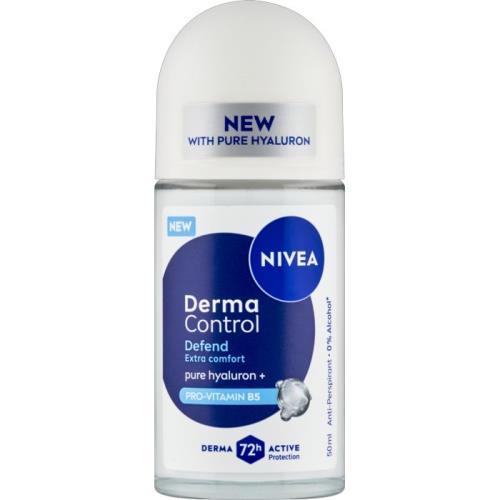 NEW
WITH PURE HYALURON
NEW
NIVEA
Derma
Control
Defend
Extra comfort
pure hyaluron +
PRO-VITAMIN B5
DERMA 72h ACTIVE
Protection
50ml Anti-Perspirant • 0% Alcohol*